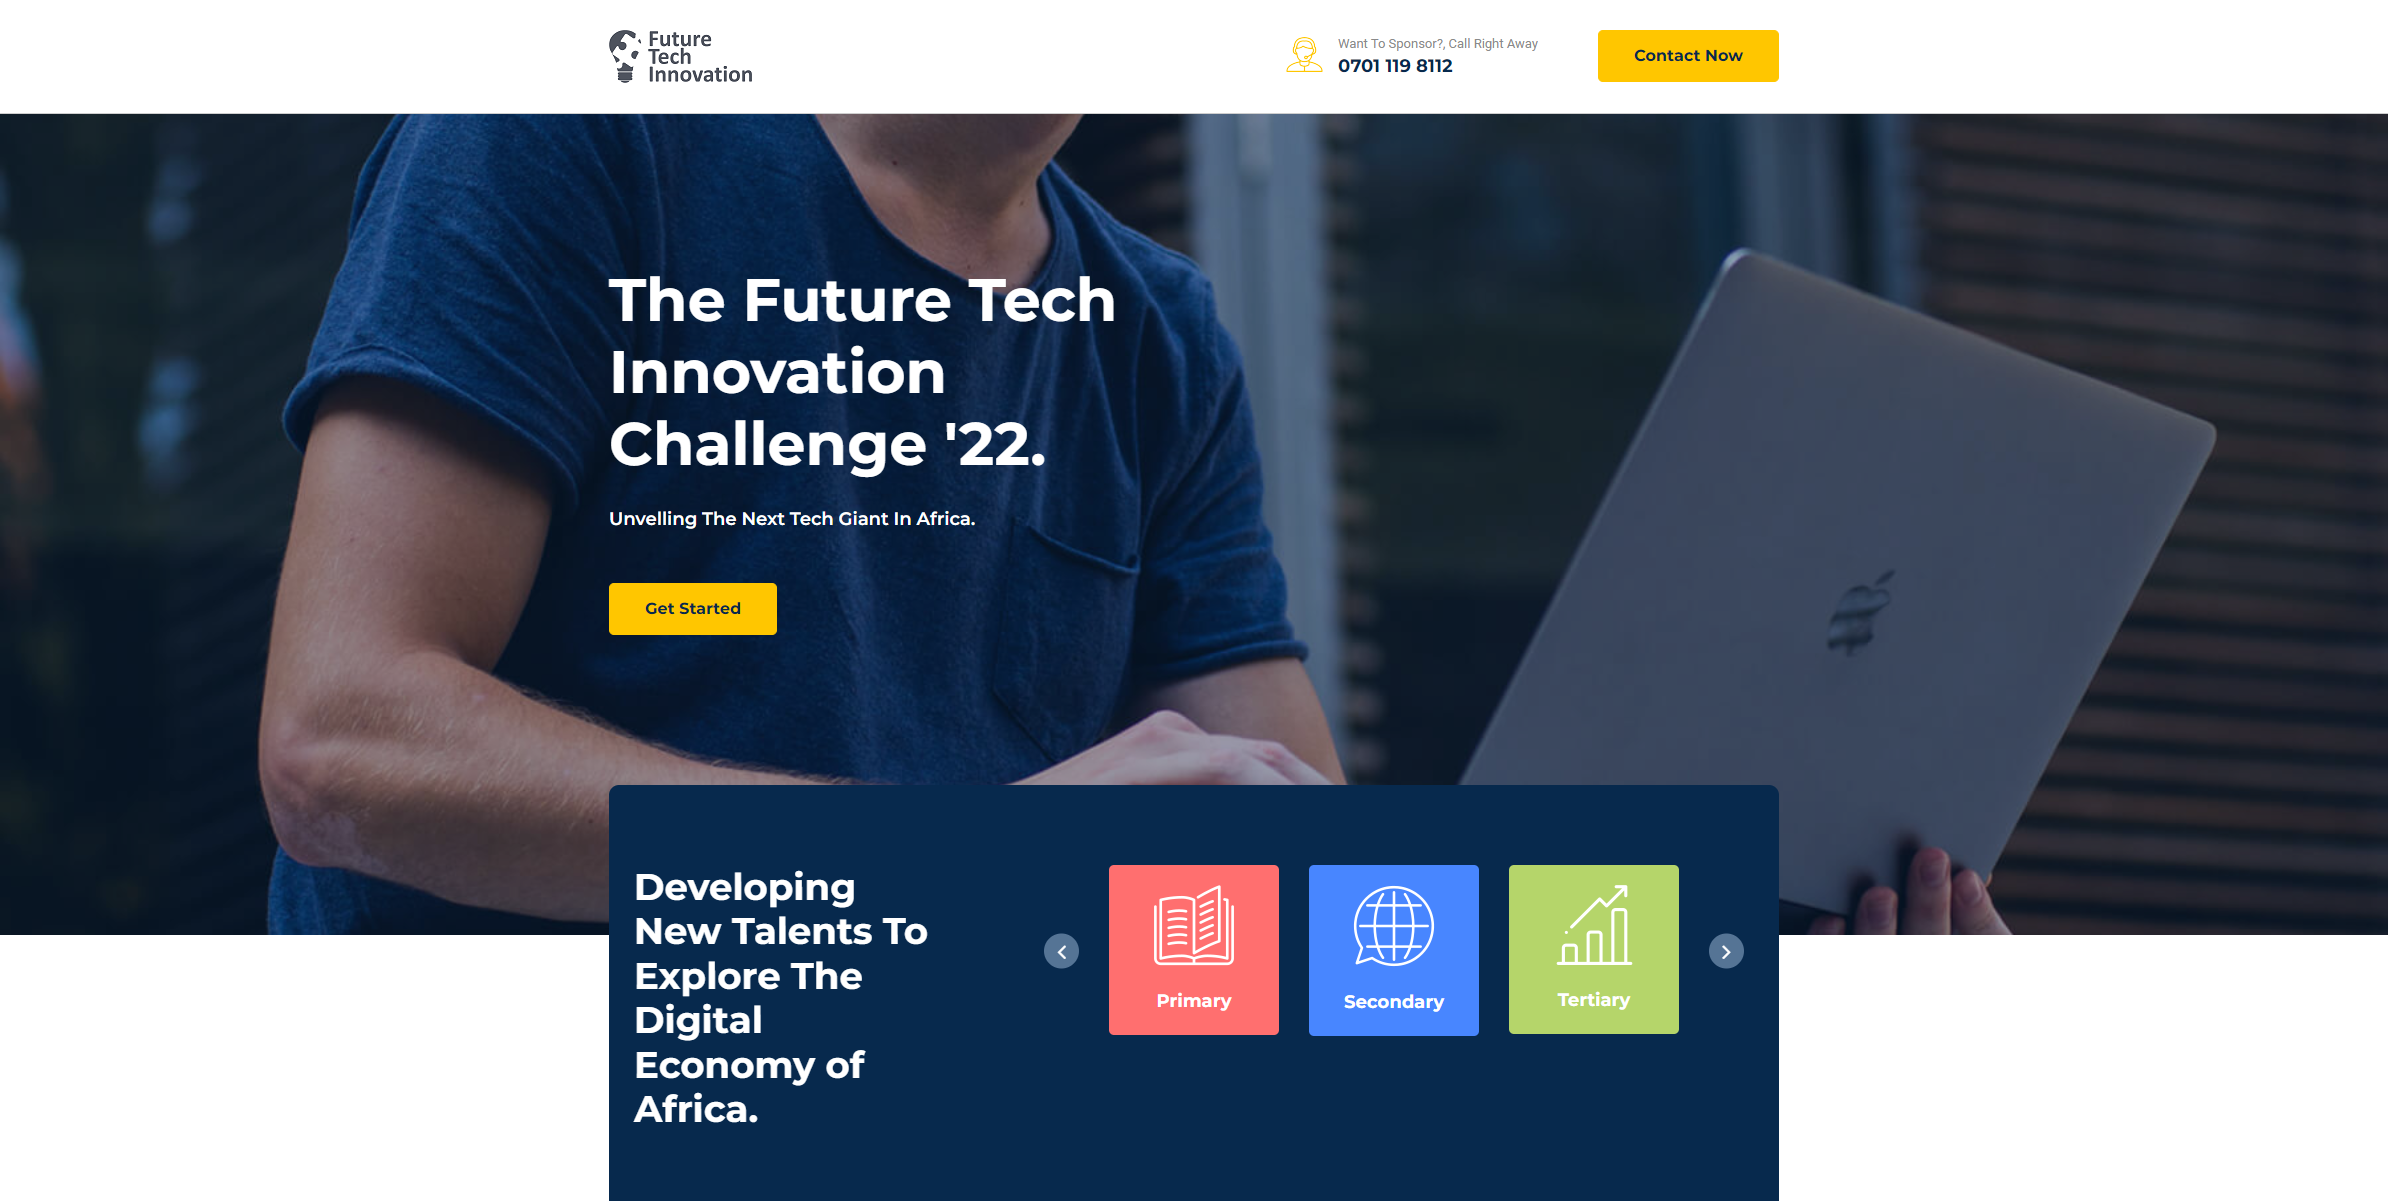 Future
Tech
Innovation
Want To Sponsor?, Call Right Away
0701 119 8112
Contact Now
The Future Tech
Innovation
Challenge '22.
Unvelling The Next Tech Giant In Africa.
Get Started
Developing
New Talents To
Explore The
Digital
Economy of
Africa.
Primary
Secondary
Tertiary